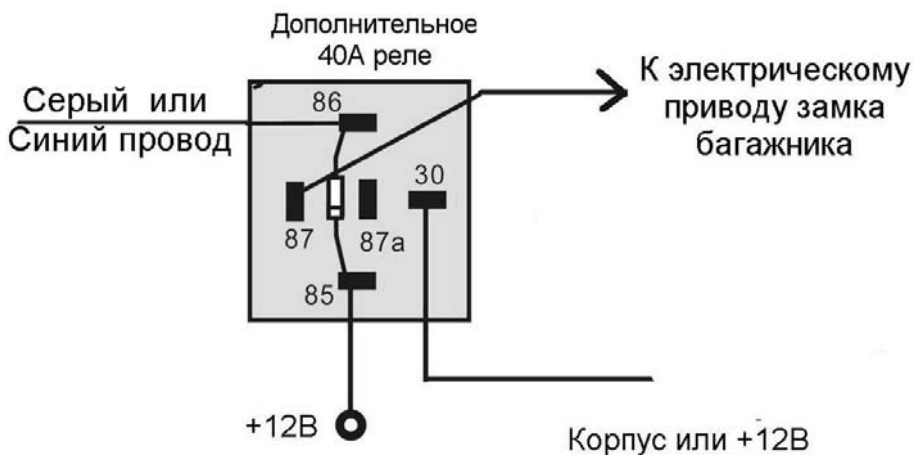 Дополнительное
40А реле
Серый или
Синий провод
86
К электрическому
приводу замка
багажника
30
87
87а
85
+12В
Корпус или +12В